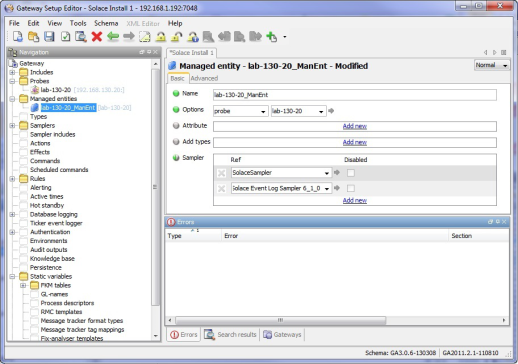 Gateway Setup Editor - Solace Install 1 - 192.168.1.192:7048
File Edit View Tools Schema XML Editor Help
Navigation
Gateway
Includes
Probes
lab-130-20 [192.168.130.20:]
Managed entities
lab-130-20_ManEnt [lab-130-20]
Types
Samplers
Sampler includes
Actions
Effects
Commands
Scheduled commands
Rules
Alerting
Active times
Hot standby
Database logging
Ticker event logger
Authentication
Environments
Audit outputs
Knowledge base
Persistence
Static variables
FKM tables
GL-names
Process descriptors
RMC templates
Message tracker format types
Message tracker tag mappings
Fix-analyser templates
*Solace Install 1
Managed entity - lab-130-20_ManEnt - Modified
Normal
Basic Advanced
Name lab-130-20_ManEnt
Options probe lab-130-20
Attribute Add new
Add types Add new
Sampler Ref Disabled
SolaceSampler
olace Event Log Sampler 6_1_0
Add new
Errors
Type 1 Error Section
Errors Search results Gateways
Schema: GA3.0.6-130308 GA2011.2.1-110810